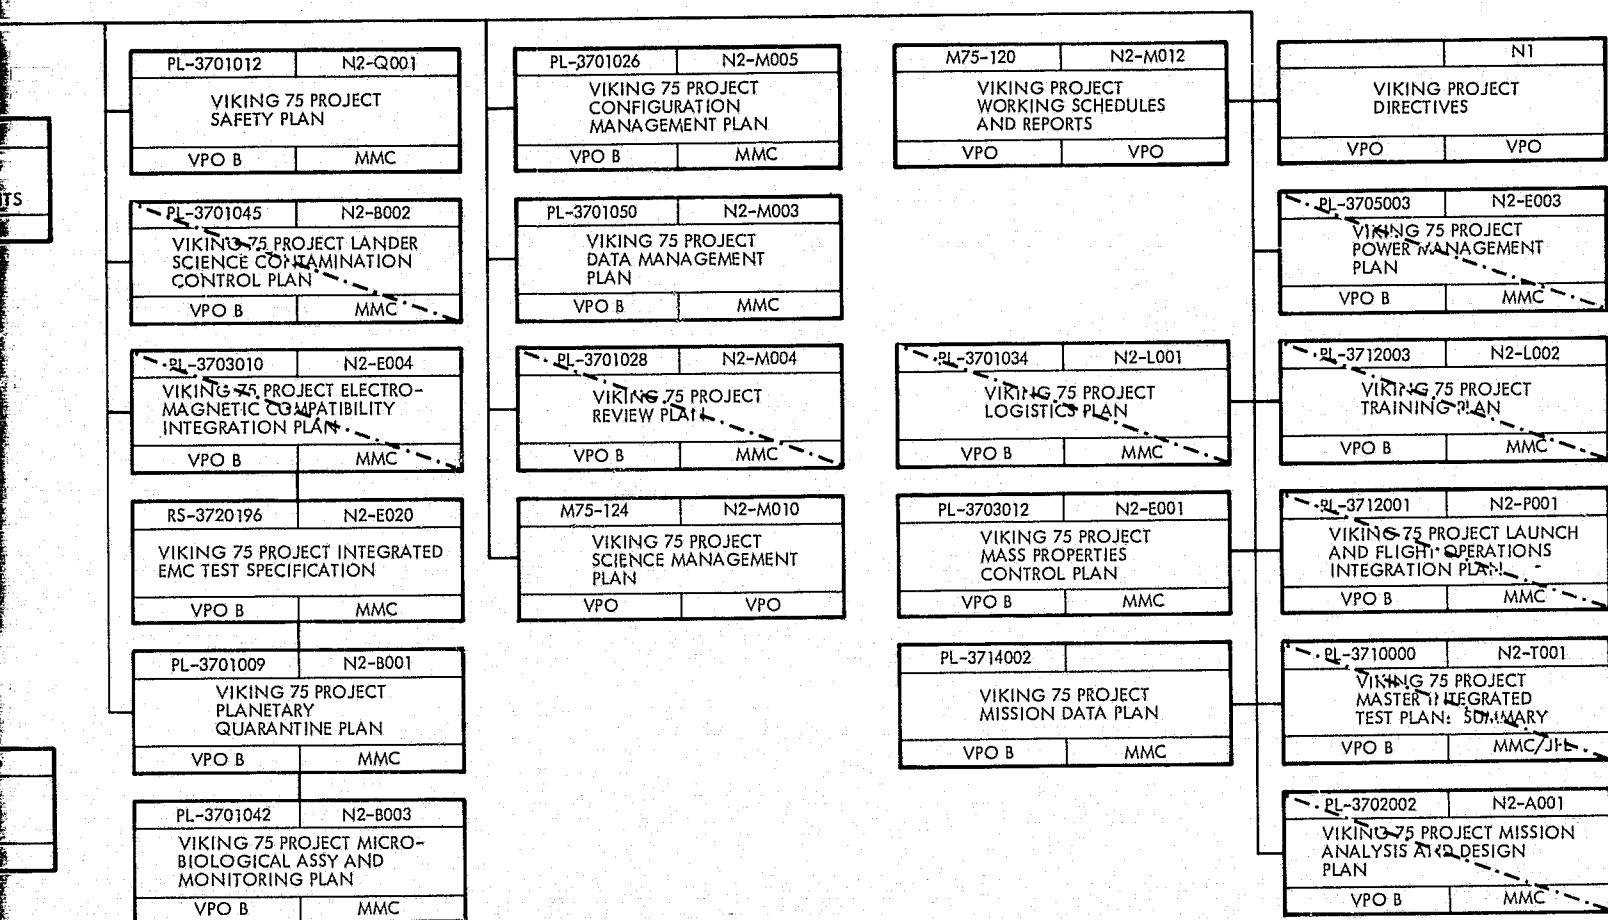 PL-3701012 N2-Q001
VIKING 75 PROJECT
SAFETY PLAN
VPO B MMC
PL-3701045 N2-B002
VIKING 75 PROJECT LANDER
SCIENCE CONTAMINATION
CONTROL PLAN
VPO B MMC
PL-3703010 N2-E004
VIKING 75 PROJECT ELECTRO-
MAGNETIC COMPATIBILITY
INTEGRATION PLAN
VPO B MMC
RS-3720196 N2-E020
VIKING 75 PROJECT INTEGRATED
EMC TEST SPECIFICATION
VPO B MMC
PL-3701009 N2-B001
VIKING 75 PROJECT
PLANETARY
QUARANTINE PLAN
VPO B MMC
PL-3701042 N2-B003
VIKING 75 PROJECT MICRO-
BIOLOGICAL ASSY AND
MONITORING PLAN
VPO B MMC
PL-3701026 N2-M005
VIKING 75 PROJECT
CONFIGURATION
MANAGEMENT PLAN
VPO B MMC
PL-3701050 N2-M003
VIKING 75 PROJECT
DATA MANAGEMENT
PLAN
VPO B MMC
PL-3701028 N2-M004
VIKING 75 PROJECT
REVIEW PLAN
VPO B MMC
M75-124 N2-M010
VIKING 75 PROJECT
SCIENCE MANAGEMENT
PLAN
VPO VPO
M75-120 N2-M012
VIKING PROJECT
WORKING SCHEDULES
AND REPORTS
VPO VPO
PL-3701034 N2-L001
VIKING 75 PROJECT
LOGISTICS PLAN
VPO B MMC
PL-3703012 N2-E001
VIKING 75 PROJECT
MASS PROPERTIES
CONTROL PLAN
VPO B MMC
PL-3714002
VIKING 75 PROJECT
MISSION DATA PLAN
VPO B MMC
N1
VIKING PROJECT
DIRECTIVES
VPO VPO
PL-3705003 N2-E003
VIKING 75 PROJECT
POWER MANAGEMENT
PLAN
VPO B MMC
PL-3712003 N2-L002
VIKING 75 PROJECT
TRAINING PLAN
VPO B MMC
PL-3712001 N2-P001
VIKING 75 PROJECT LAUNCH
AND FLIGHT OPERATIONS
INTEGRATION PLAN
VPO B MMC
PL-3710000 N2-T001
VIKING 75 PROJECT
MASTER INTEGRATED
TEST PLAN: SUMMARY
VPO B MMC/JPL
PL-3702002 N2-A001
VIKING 75 PROJECT MISSION
ANALYSIS AND DESIGN
PLAN
VPO B MMC